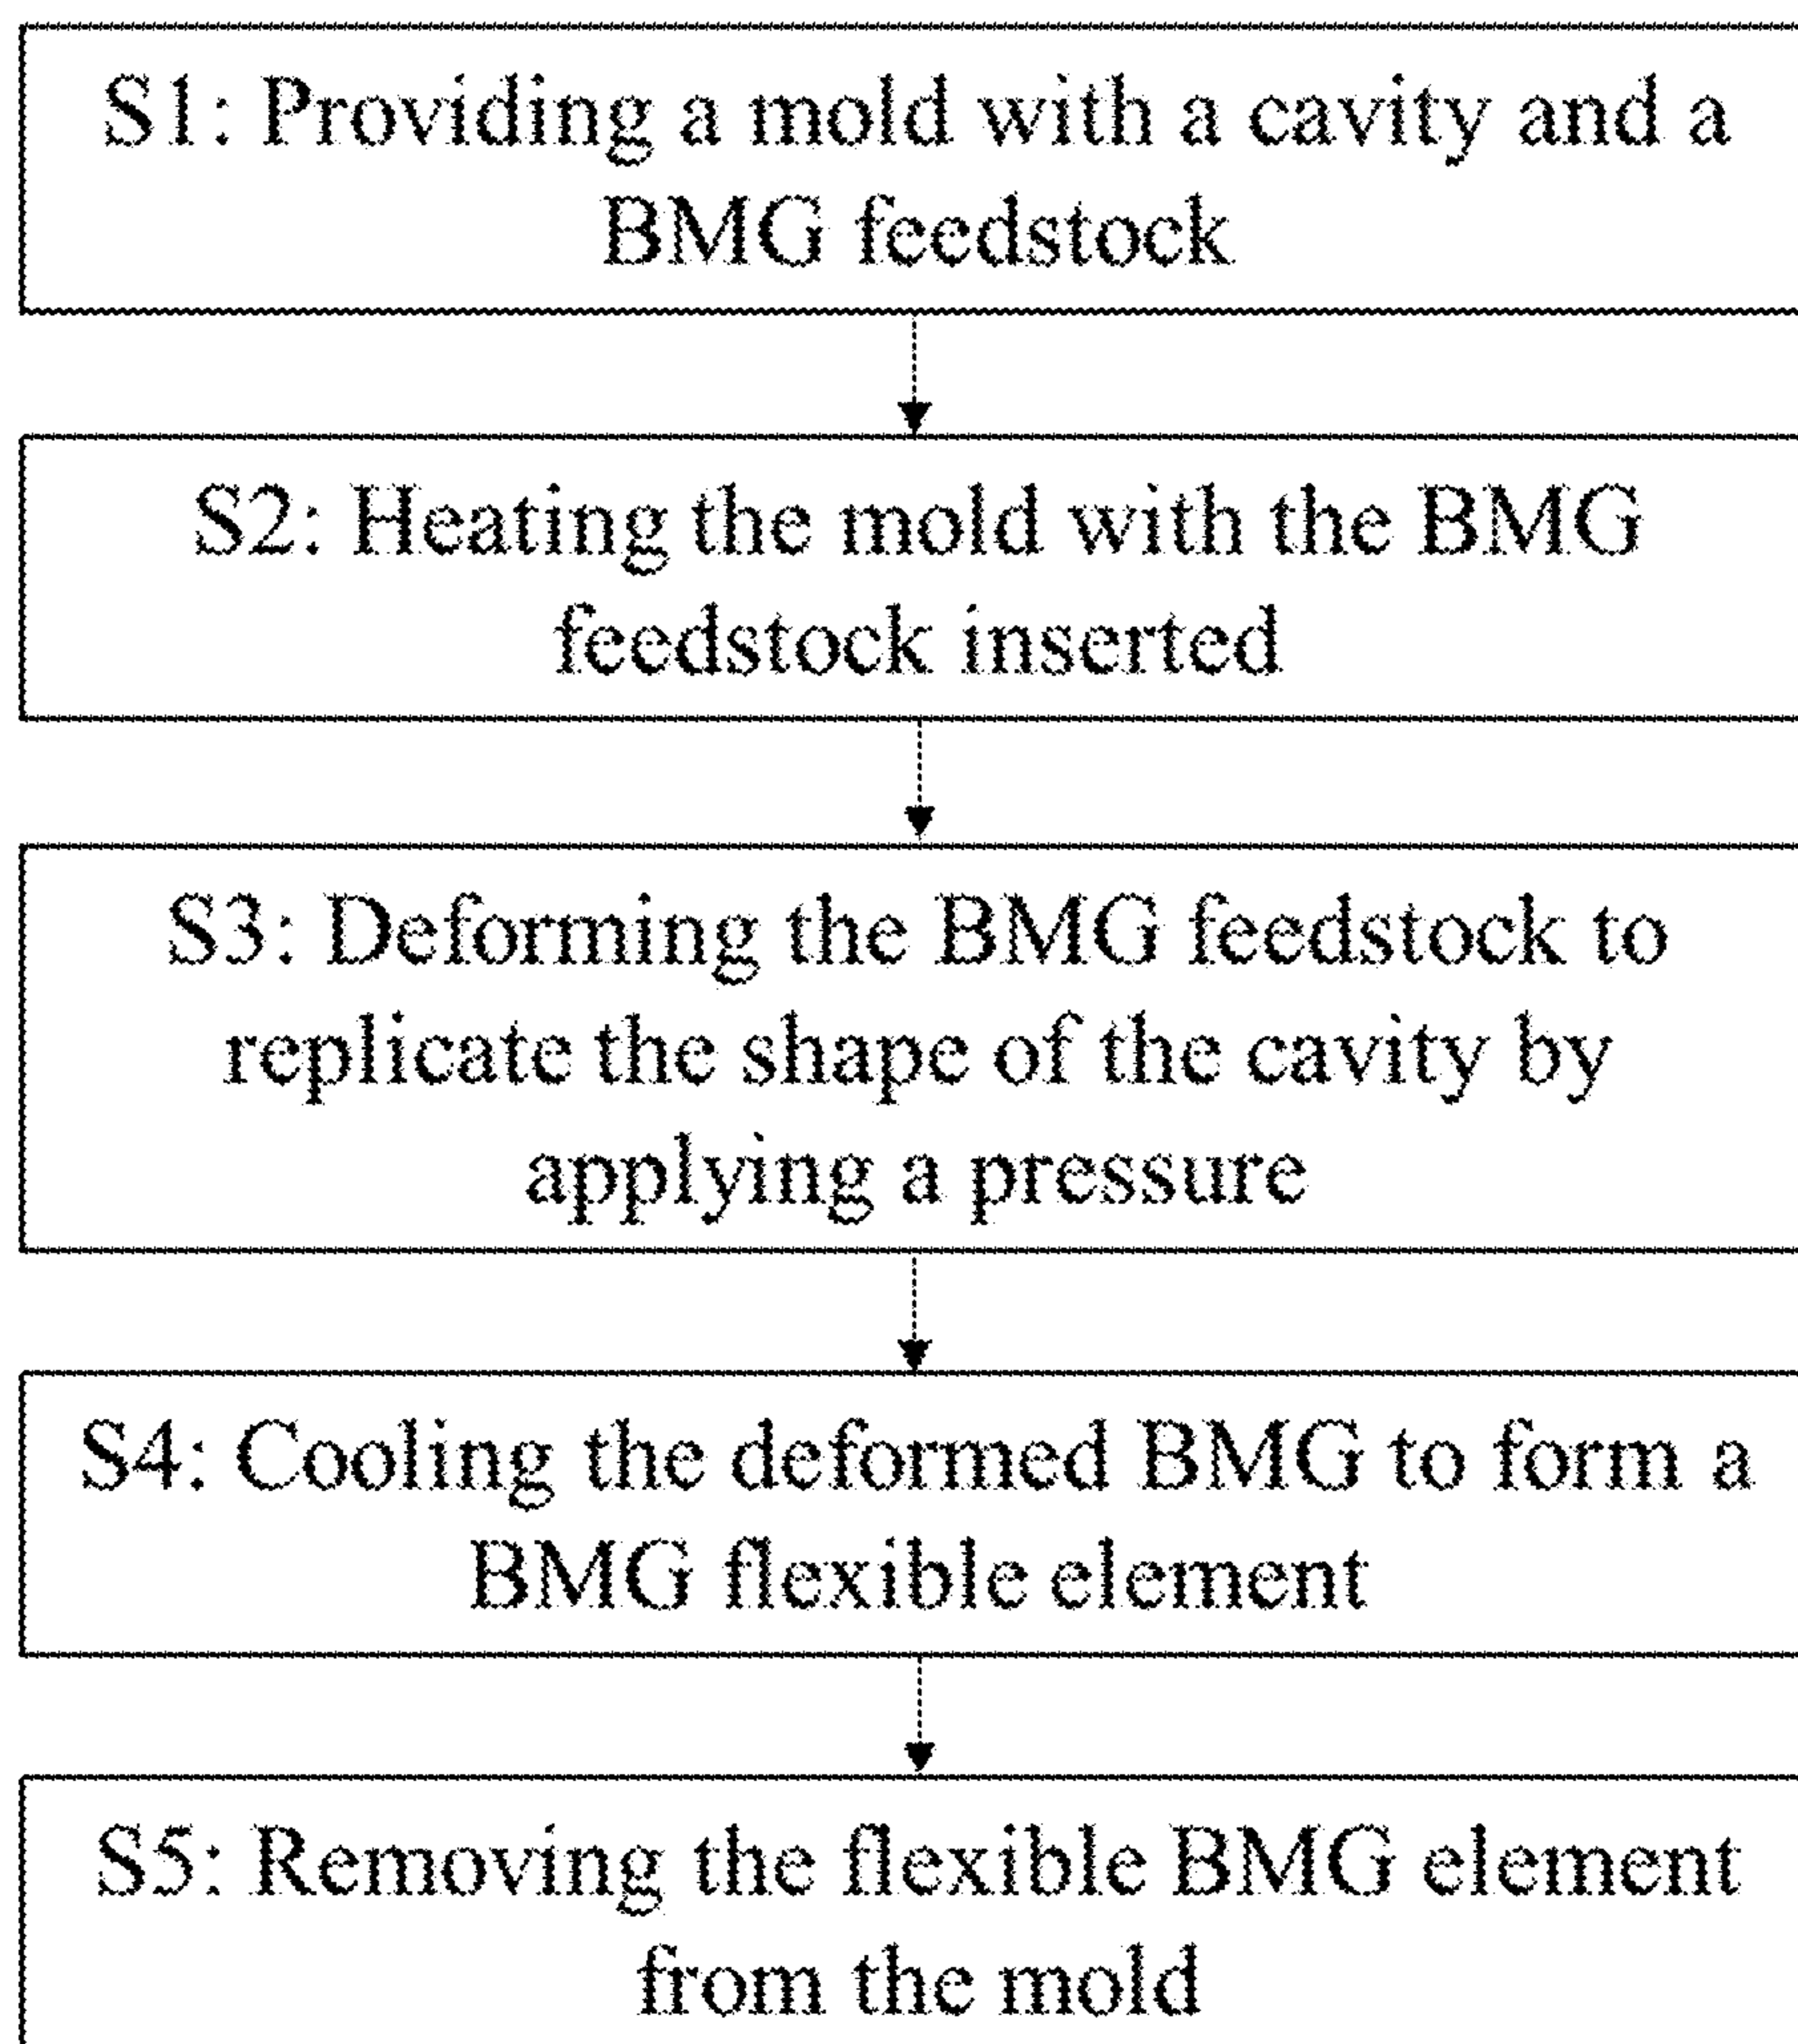 S1: Providing a mold with a cavity and a
BMG feedstock
S2: Heating the mold with the BMG
feedstock inserted
S3: Deforming the BMG feedstock to
replicate the shape of the cavity by
applying a pressure
S4: Cooling the deformed BMG to form a
BMG flexible element
S5: Removing the flexible BMG element
from the mold